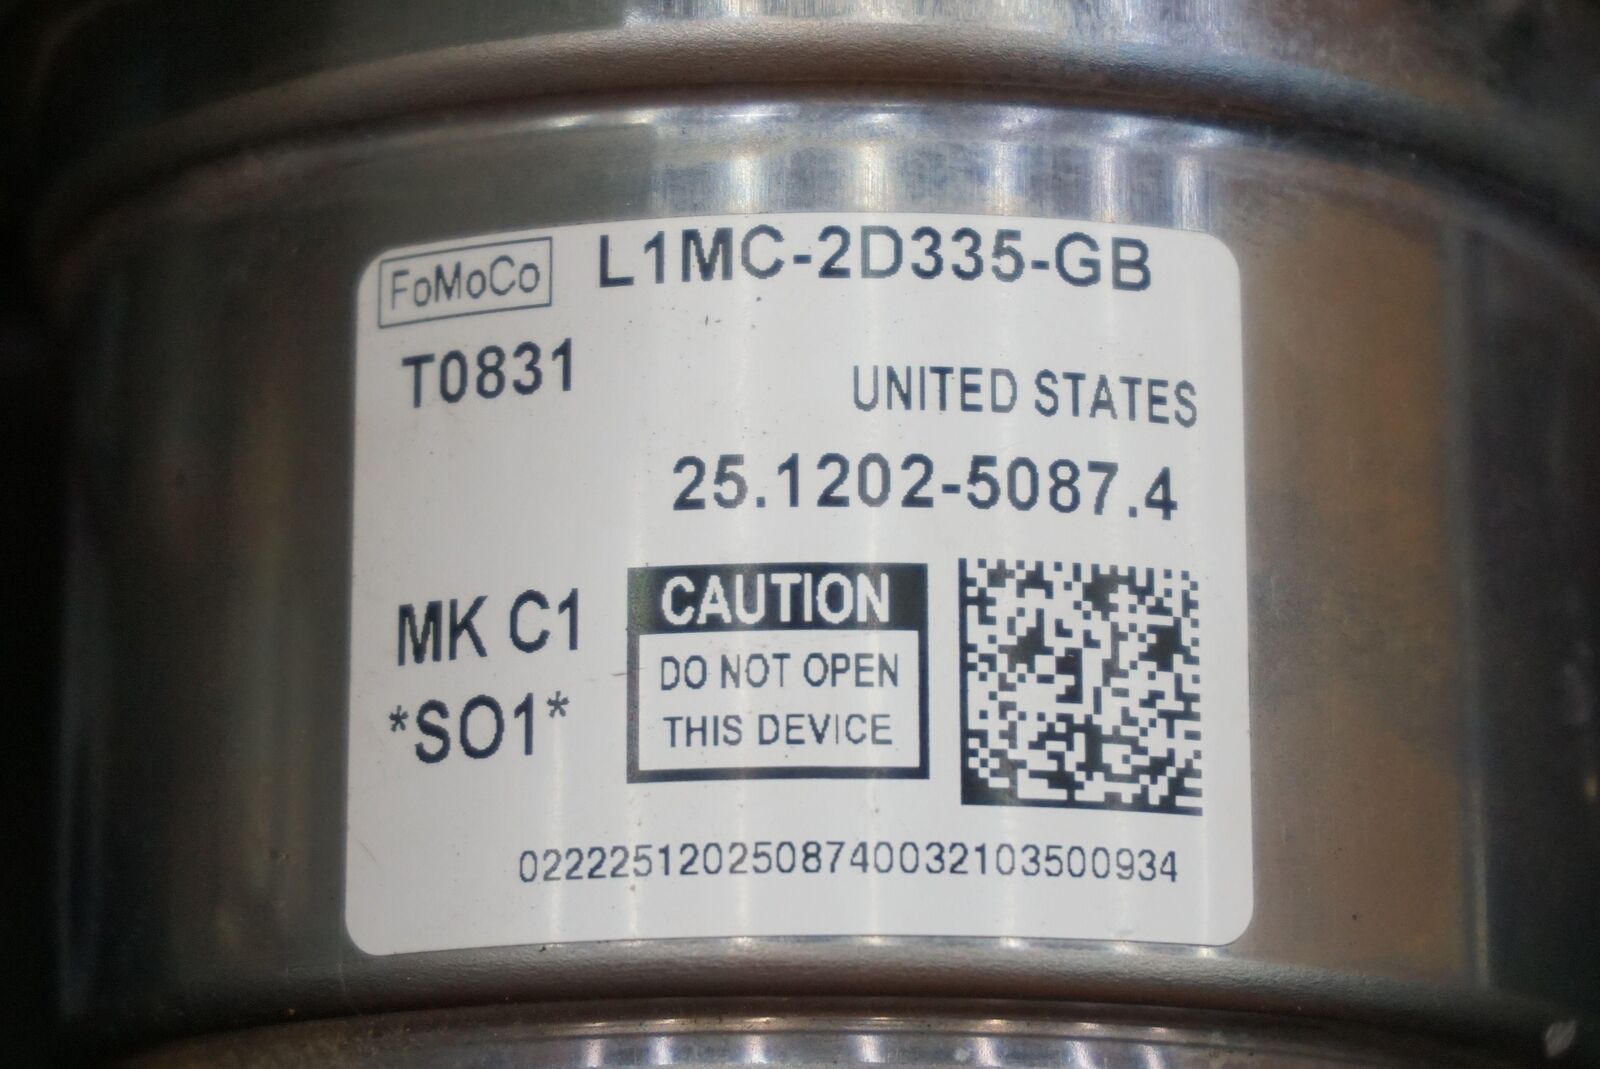 FoMoCo L1MC-2D335-GB
T0831
UNITED STATES
25.1202-5087.4
MK C1
*SO1*
CAUTION
DO NOT OPEN
THIS DEVICE
0222251202508740032103500934